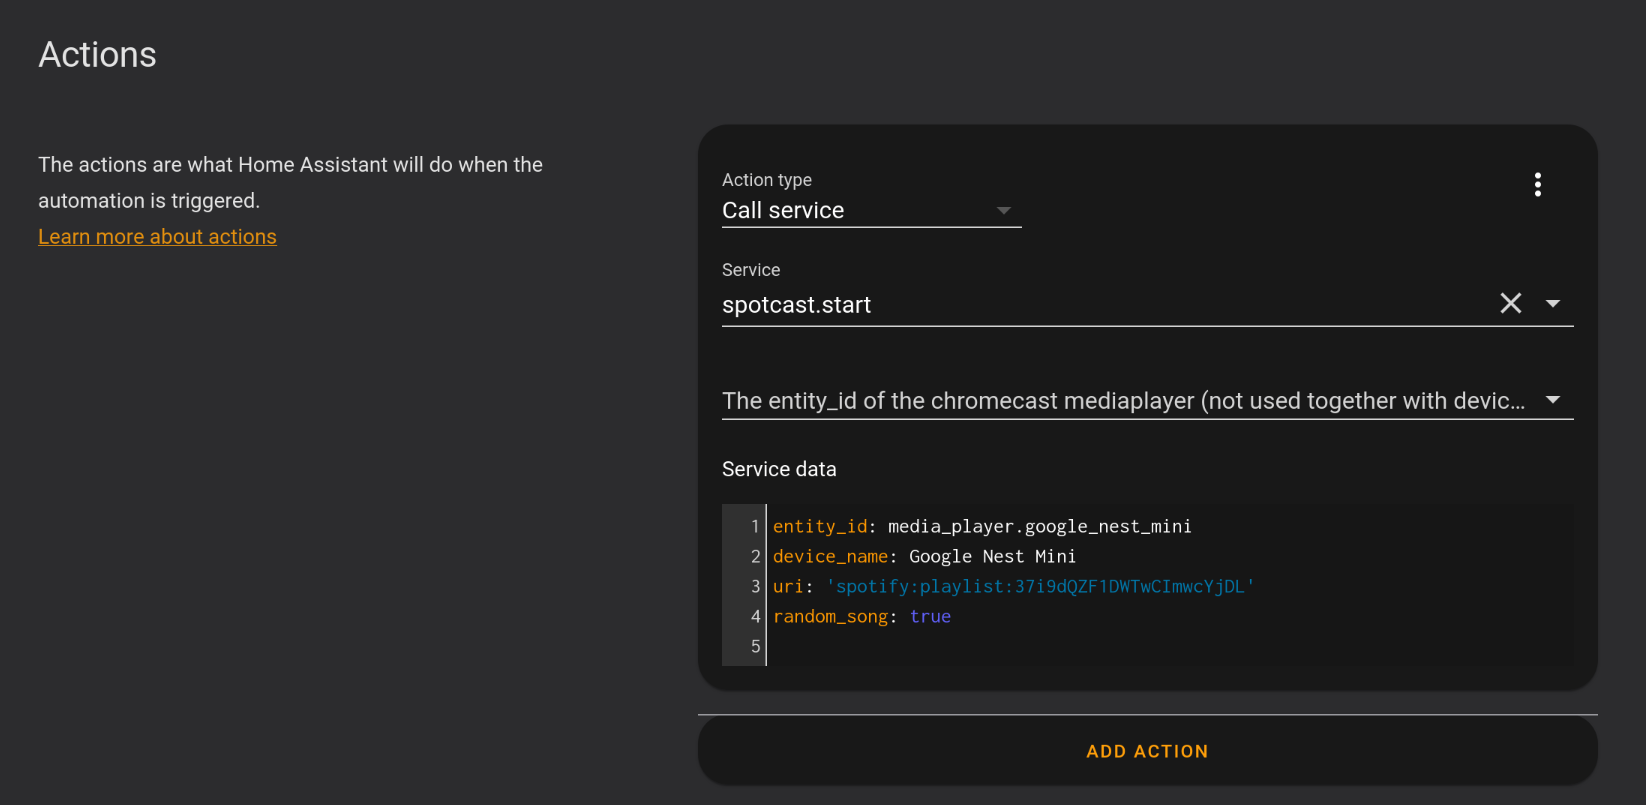 Actions
The actions are what Home Assistant will do when the
automation is triggered.
Learn more about actions
Action type
Call service
Service
spotcast.start
The entity_id of the chromecast mediaplayer (not used together with devic...
Service data
1 entity_id: media_player.google_nest_mini
2 device_name: Google Nest Mini
3 uri: 'spotify:playlist:37i9dQZF1DWTwCImwcYjDL'
4 random_song: true
5
ADD ACTION